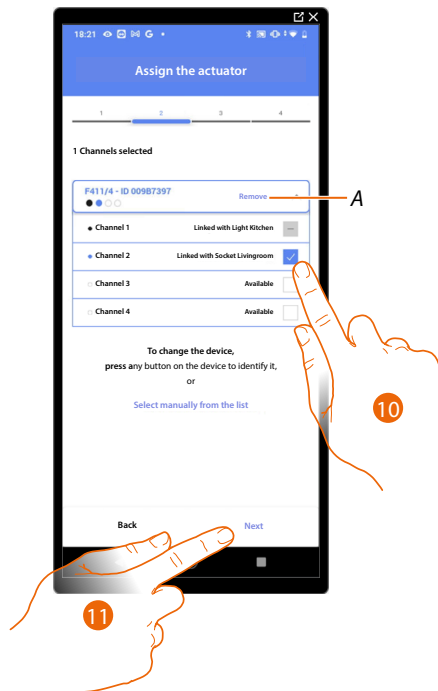 18:21 G •
Assign the actuator
1 2 3 4
1 Channels selected
F411/4 - ID 009B7397
Remove
A
Channel 1 Linked with Light Kitchen
Channel 2 Linked with Socket Livingroom
Channel 3 Available
Channel 4 Available
To change the device,
press any button on the device to identify it,
or
Select manually from the list
10
Back Next
11